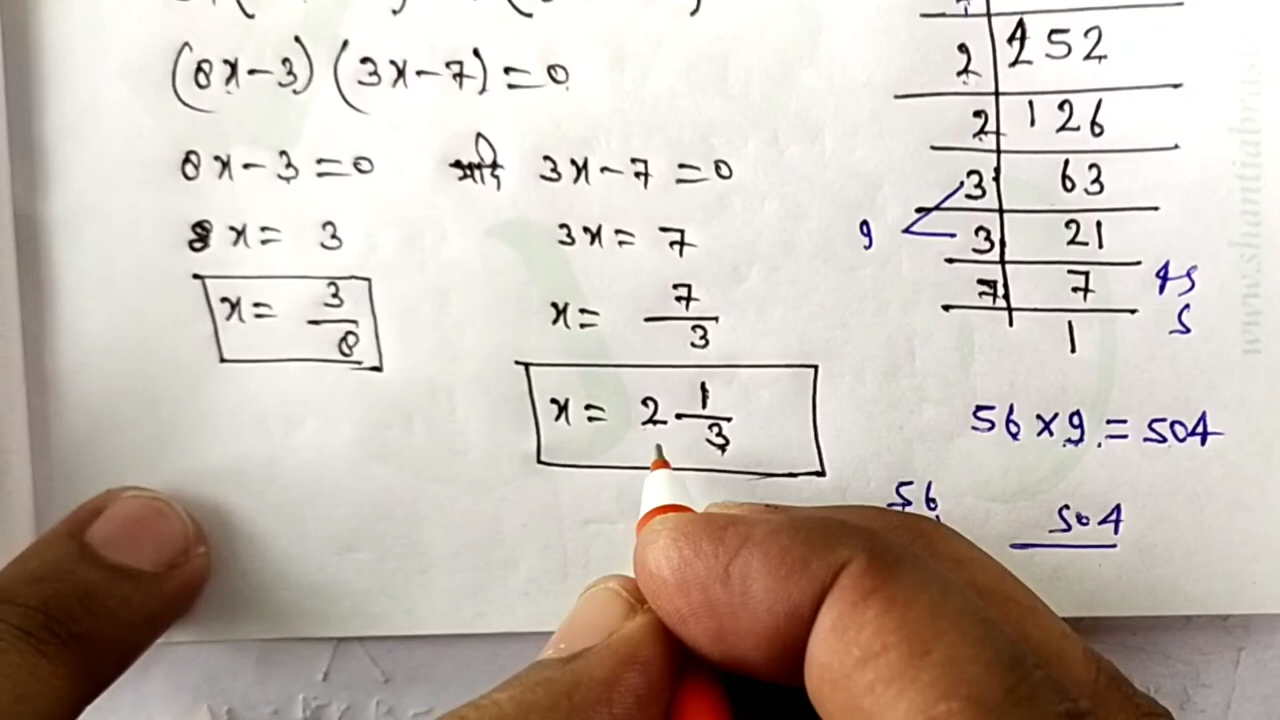 (8x-3) (3x-7) = 0
8x-3 = 0 यदि 3x-7 = 0
8x = 3
3x = 7
x = 3/8
x = 7/3
x = 2 1/3
2 | 252
2 | 126
3 | 63
9
3 | 21
7 | 7
1
45
5
56 × 9 = 504
56
504